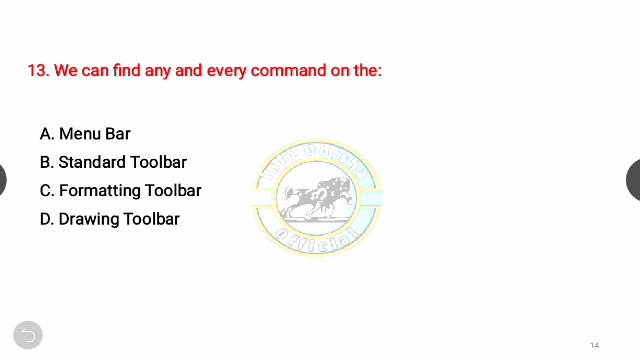 13. We can find any and every command on the:
A. Menu Bar
B. Standard Toolbar
C. Formatting Toolbar
D. Drawing Toolbar
Info Odisha
Official
14